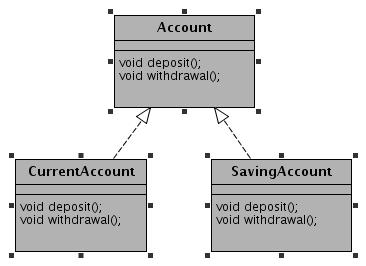 Account
void deposit();
void withdrawal();
CurrentAccount
void deposit();
void withdrawal();
SavingAccount
void deposit();
void withdrawal();